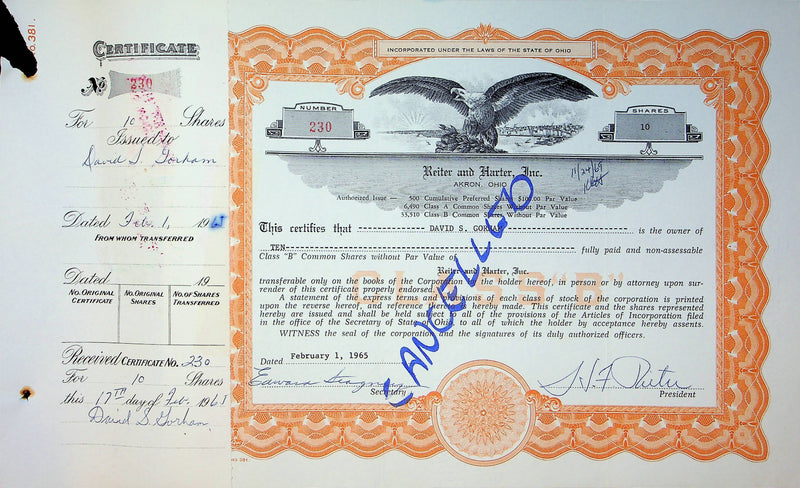 No. 381.
CERTIFICATE
No 230
For 10 Shares
Issued to
David S. Gorham
Dated Feb. 1, 1965
FROM WHOM TRANSFERRED
Dated 19
NO. ORIGINAL CERTIFICATE
NO. ORIGINAL SHARES
NO. OF SHARES TRANSFERRED
Received CERTIFICATE NO. 230
For 10 Shares
this 17th day of Feb. 1965
David S. Gorham
INCORPORATED UNDER THE LAWS OF THE STATE OF OHIO
NUMBER
230
SHARES
10
Reiter and Harter, Inc.
AKRON, OHIO
11/24/69
Authorized Issue — 500 Cumulative Preferred Shares $100.00 Par Value
6,490 Class A Common Shares Without Par Value
33,510 Class B Common Shares Without Par Value
This certifies that DAVID S. GORHAM is the owner of
TEN fully paid and non-assessable
Class "B" Common Shares without Par Value of
Reiter and Harter, Inc.
CLASS "B"
transferable only on the books of the Corporation by the holder hereof, in person or by attorney upon sur-
render of this certificate properly endorsed.
A statement of the express terms and provisions of each class of stock of the corporation is printed
upon the reverse hereof, and reference thereto is hereby made. This certificate and the shares represented
hereby are issued and shall be held subject to all of the provisions of the Articles of Incorporation filed
in the office of the Secretary of State of Ohio to all of which the holder by acceptance hereby assents.
WITNESS the seal of the corporation and the signatures of its duly authorized officers.
CANCELLED
Dated February 1, 1965
Edward
Secretary
President
NO. 381.